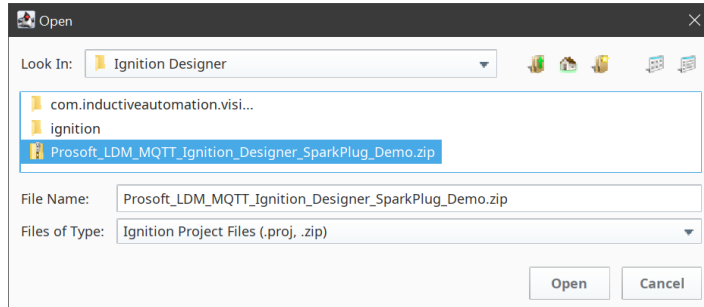 Open
Look In: Ignition Designer
com.inductiveautomation.visi...
ignition
Prosoft_LDM_MQTT_Ignition_Designer_SparkPlug_Demo.zip
File Name: Prosoft_LDM_MQTT_Ignition_Designer_SparkPlug_Demo.zip
Files of Type: Ignition Project Files (.proj, .zip)
Open Cancel